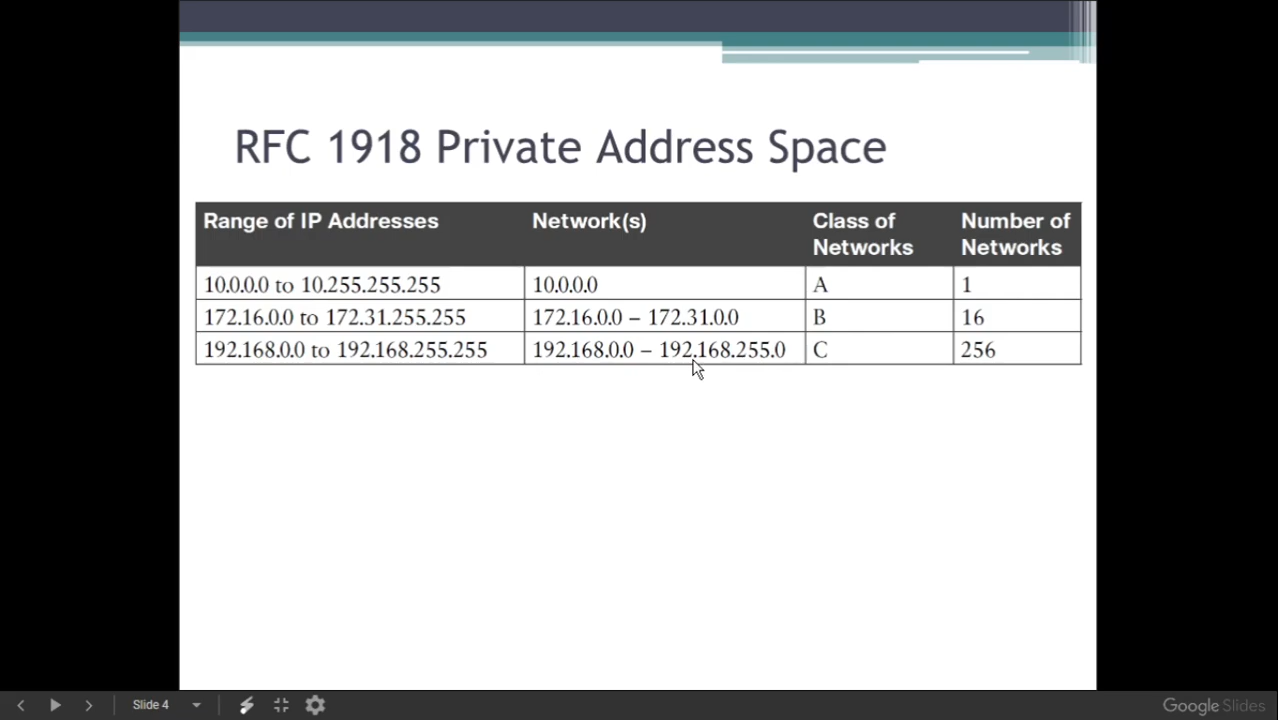 RFC 1918 Private Address Space
Range of IP Addresses Network(s) Class of Networks Number of Networks
10.0.0.0 to 10.255.255.255 10.0.0.0 A 1
172.16.0.0 to 172.31.255.255 172.16.0.0 – 172.31.0.0 B 16
192.168.0.0 to 192.168.255.255 192.168.0.0 – 192.168.255.0 C 256
Slide 4
Google Slides